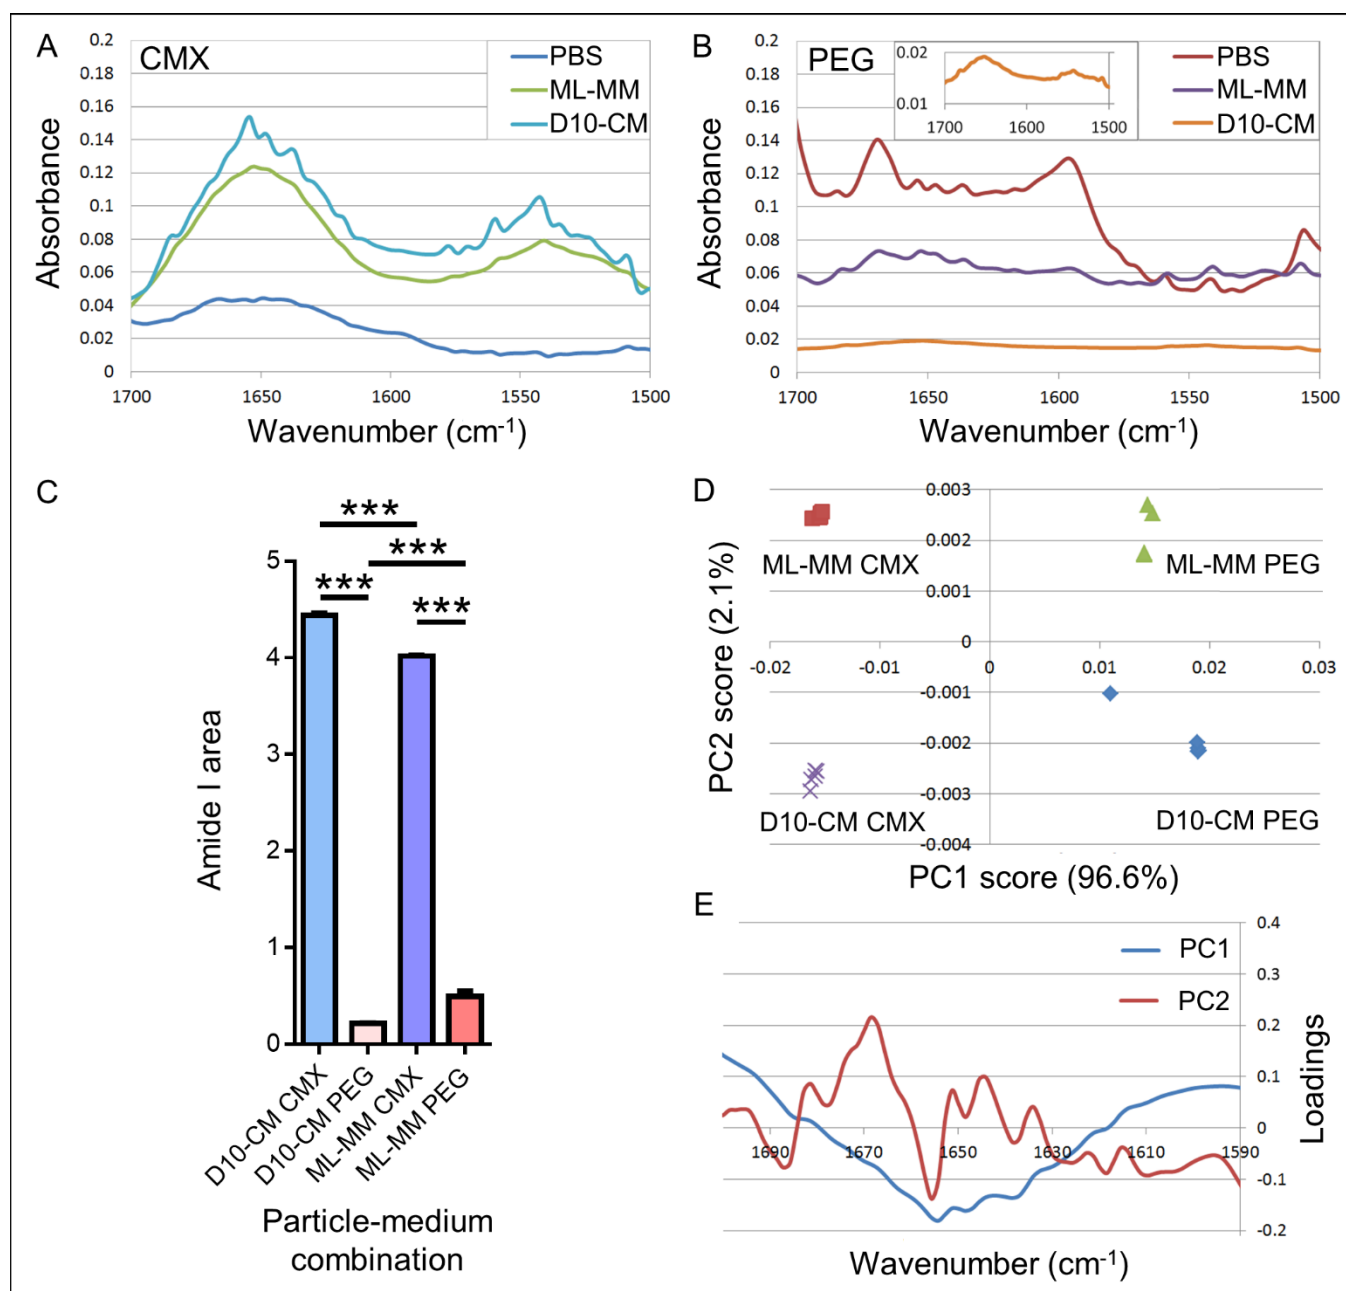 A
CMX
PBS
ML-MM
D10-CM
0.2
0.18
0.16
0.14
0.12
0.1
0.08
0.06
0.04
0.02
0
Absorbance
1700
1650
1600
1550
1500
Wavenumber (cm-1)
B
PEG
PBS
ML-MM
D10-CM
0.02
0.01
1700
1600
1500
0.2
0.18
0.16
0.14
0.12
0.1
0.08
0.06
0.04
0.02
0
Absorbance
1700
1650
1600
1550
1500
Wavenumber (cm-1)
C
***
***
***
***
5
4
3
2
1
0
Amide I area
D10-CM CMX
D10-CM PEG
ML-MM CMX
ML-MM PEG
Particle-medium
combination
D
0.003
0.002
0.001
0
-0.001
-0.002
-0.003
-0.004
PC2 score (2.1%)
ML-MM CMX
ML-MM PEG
-0.02
-0.01
0
0.01
0.02
0.03
D10-CM CMX
D10-CM PEG
PC1 score (96.6%)
E
PC1
PC2
0.4
0.3
0.2
0.1
0
-0.1
-0.2
Loadings
1690
1670
1650
1630
1610
1590
Wavenumber (cm-1)